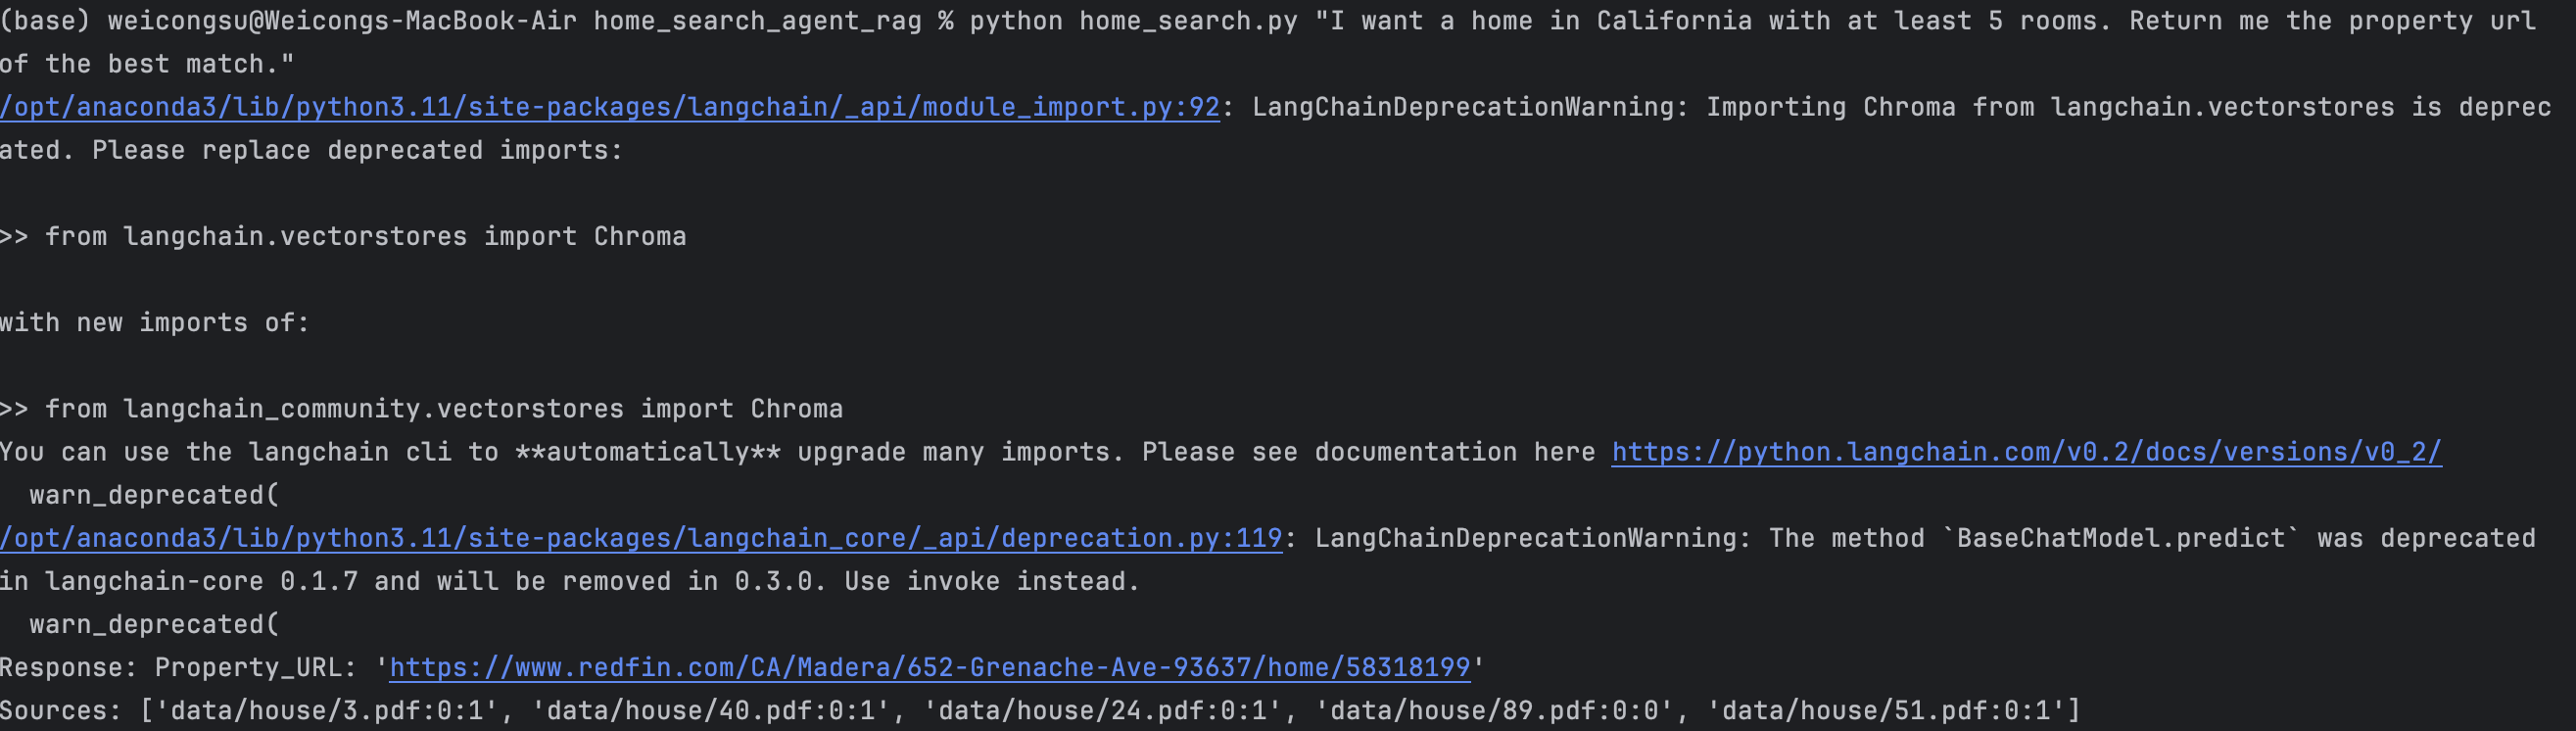 (base) weicongsu@Weicongs-MacBook-Air home_search_agent_rag % python home_search.py "I want a home in California with at least 5 rooms. Return me the property url
of the best match."
/opt/anaconda3/lib/python3.11/site-packages/langchain/_api/module_import.py:92: LangChainDeprecationWarning: Importing Chroma from langchain.vectorstores is deprec
ated. Please replace deprecated imports:
>> from langchain.vectorstores import Chroma
with new imports of:
>> from langchain_community.vectorstores import Chroma
You can use the langchain cli to **automatically** upgrade many imports. Please see documentation here https://python.langchain.com/v0.2/docs/versions/v0_2/
  warn_deprecated(
/opt/anaconda3/lib/python3.11/site-packages/langchain_core/_api/deprecation.py:119: LangChainDeprecationWarning: The method `BaseChatModel.predict` was deprecated
in langchain-core 0.1.7 and will be removed in 0.3.0. Use invoke instead.
  warn_deprecated(
Response: Property_URL: 'https://www.redfin.com/CA/Madera/652-Grenache-Ave-93637/home/58318199'
Sources: ['data/house/3.pdf:0:1', 'data/house/40.pdf:0:1', 'data/house/24.pdf:0:1', 'data/house/89.pdf:0:0', 'data/house/51.pdf:0:1']